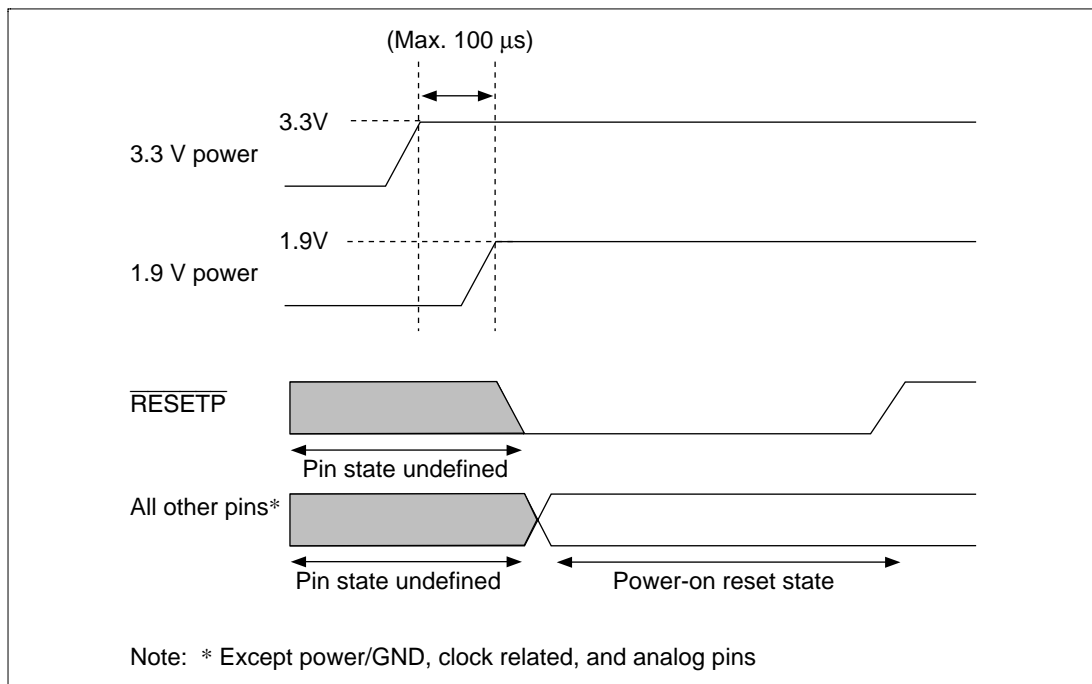 (Max. 100 μs)
3.3V
3.3 V power
1.9V
1.9 V power
RESETP
Pin state undefined
All other pins*
Pin state undefined
Power-on reset state
Note: * Except power/GND, clock related, and analog pins